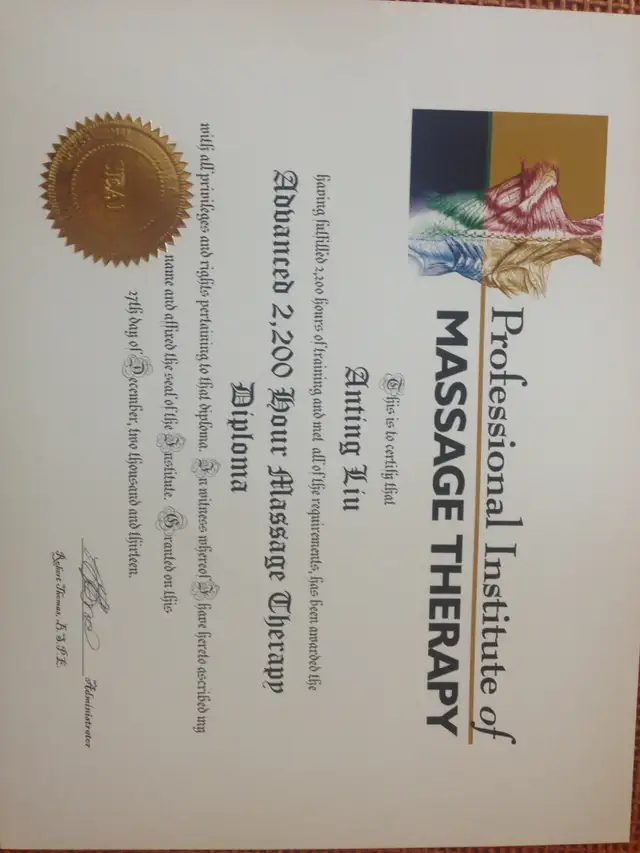 Professional Institute of
MASSAGE THERAPY
This is to certify that
Anting Liu
having fulfilled 2,200 hours of training and met all of the requirements, has been awarded the
Advanced 2,200 Hour Massage Therapy
Diploma
with all privileges and rights pertaining to that diploma. In witness whereof I have hereto ascribed my
name and affixed the seal of the Institute. Granted on this
27th day of December, two thousand and thirteen.
Administrator
Robert Thomas, B.S.P.E.
SEAL